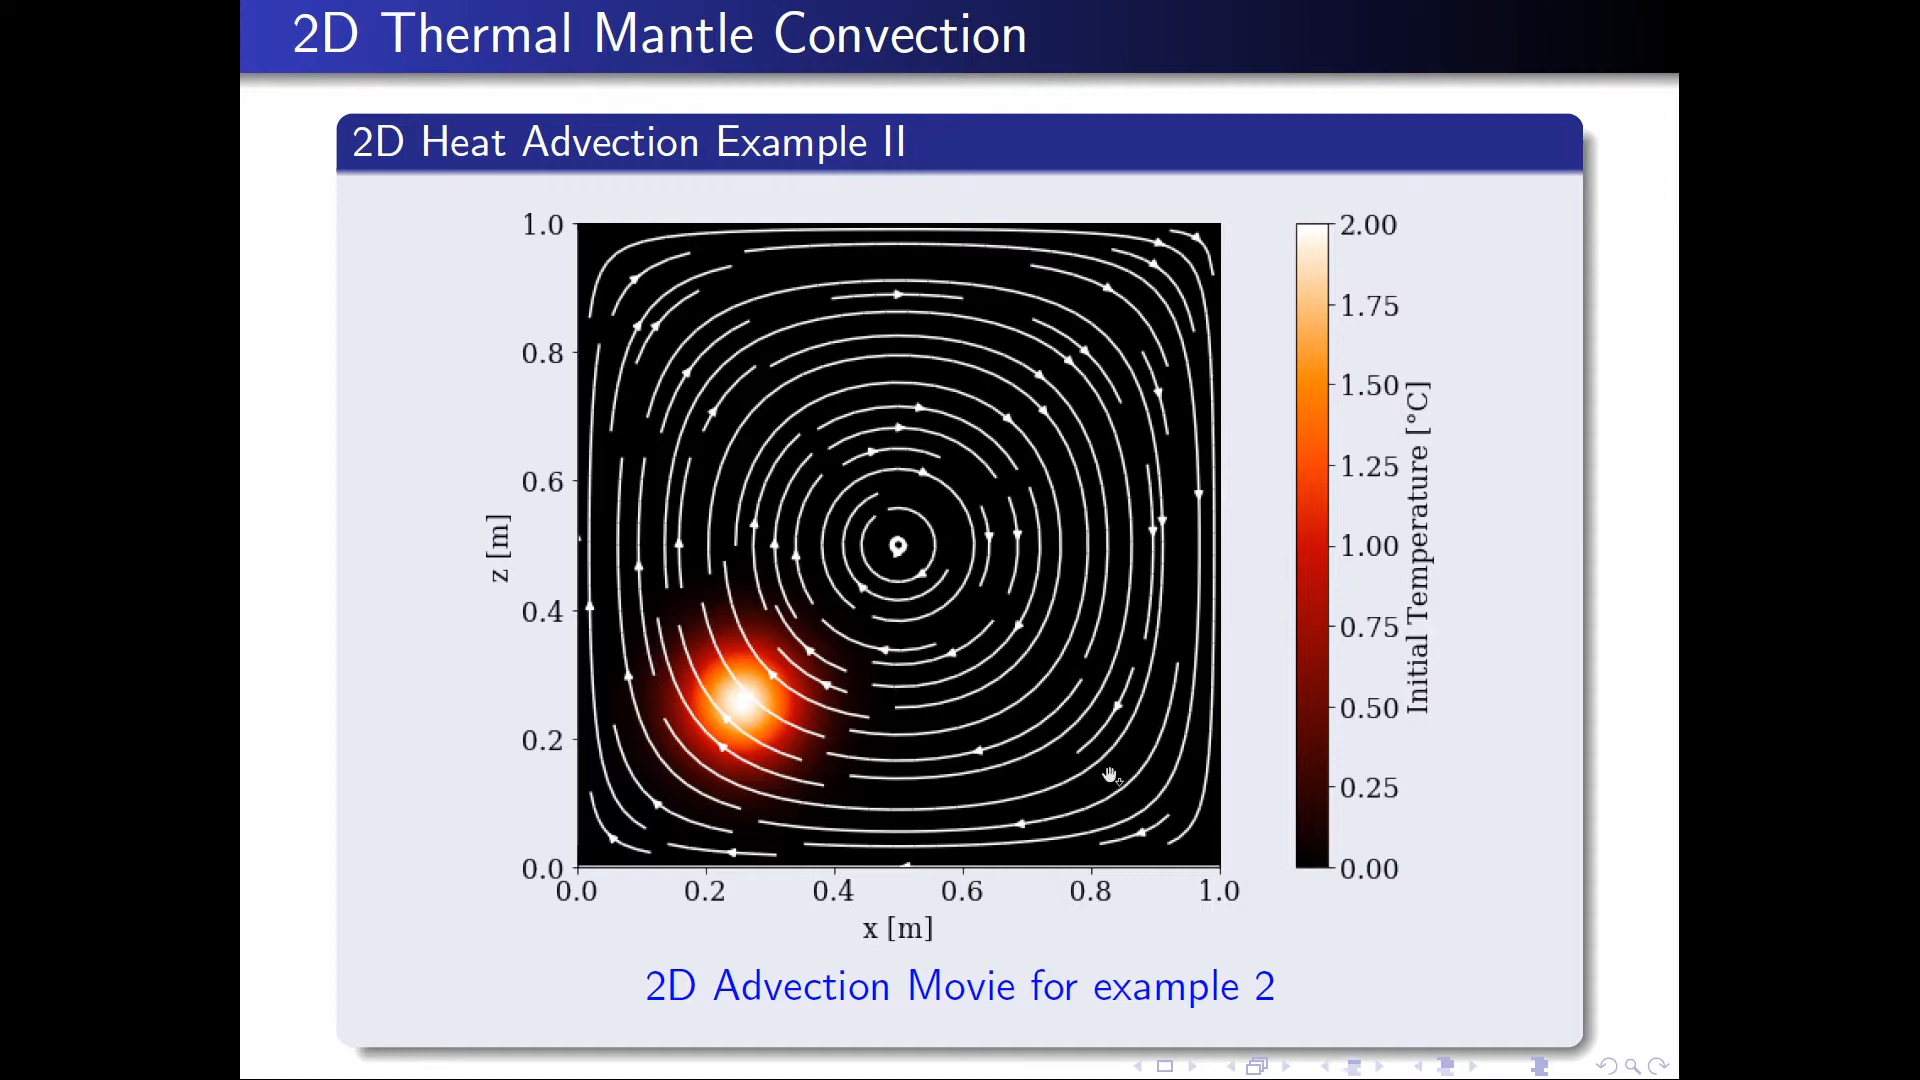 2D Thermal Mantle Convection
2D Heat Advection Example II
1.0
0.8
0.6
0.4
0.2
0.0
z [m]
0.0 0.2 0.4 0.6 0.8 1.0
x [m]
2.00
1.75
1.50
1.25
1.00
0.75
0.50
0.25
0.00
Initial Temperature [°C]
2D Advection Movie for example 2